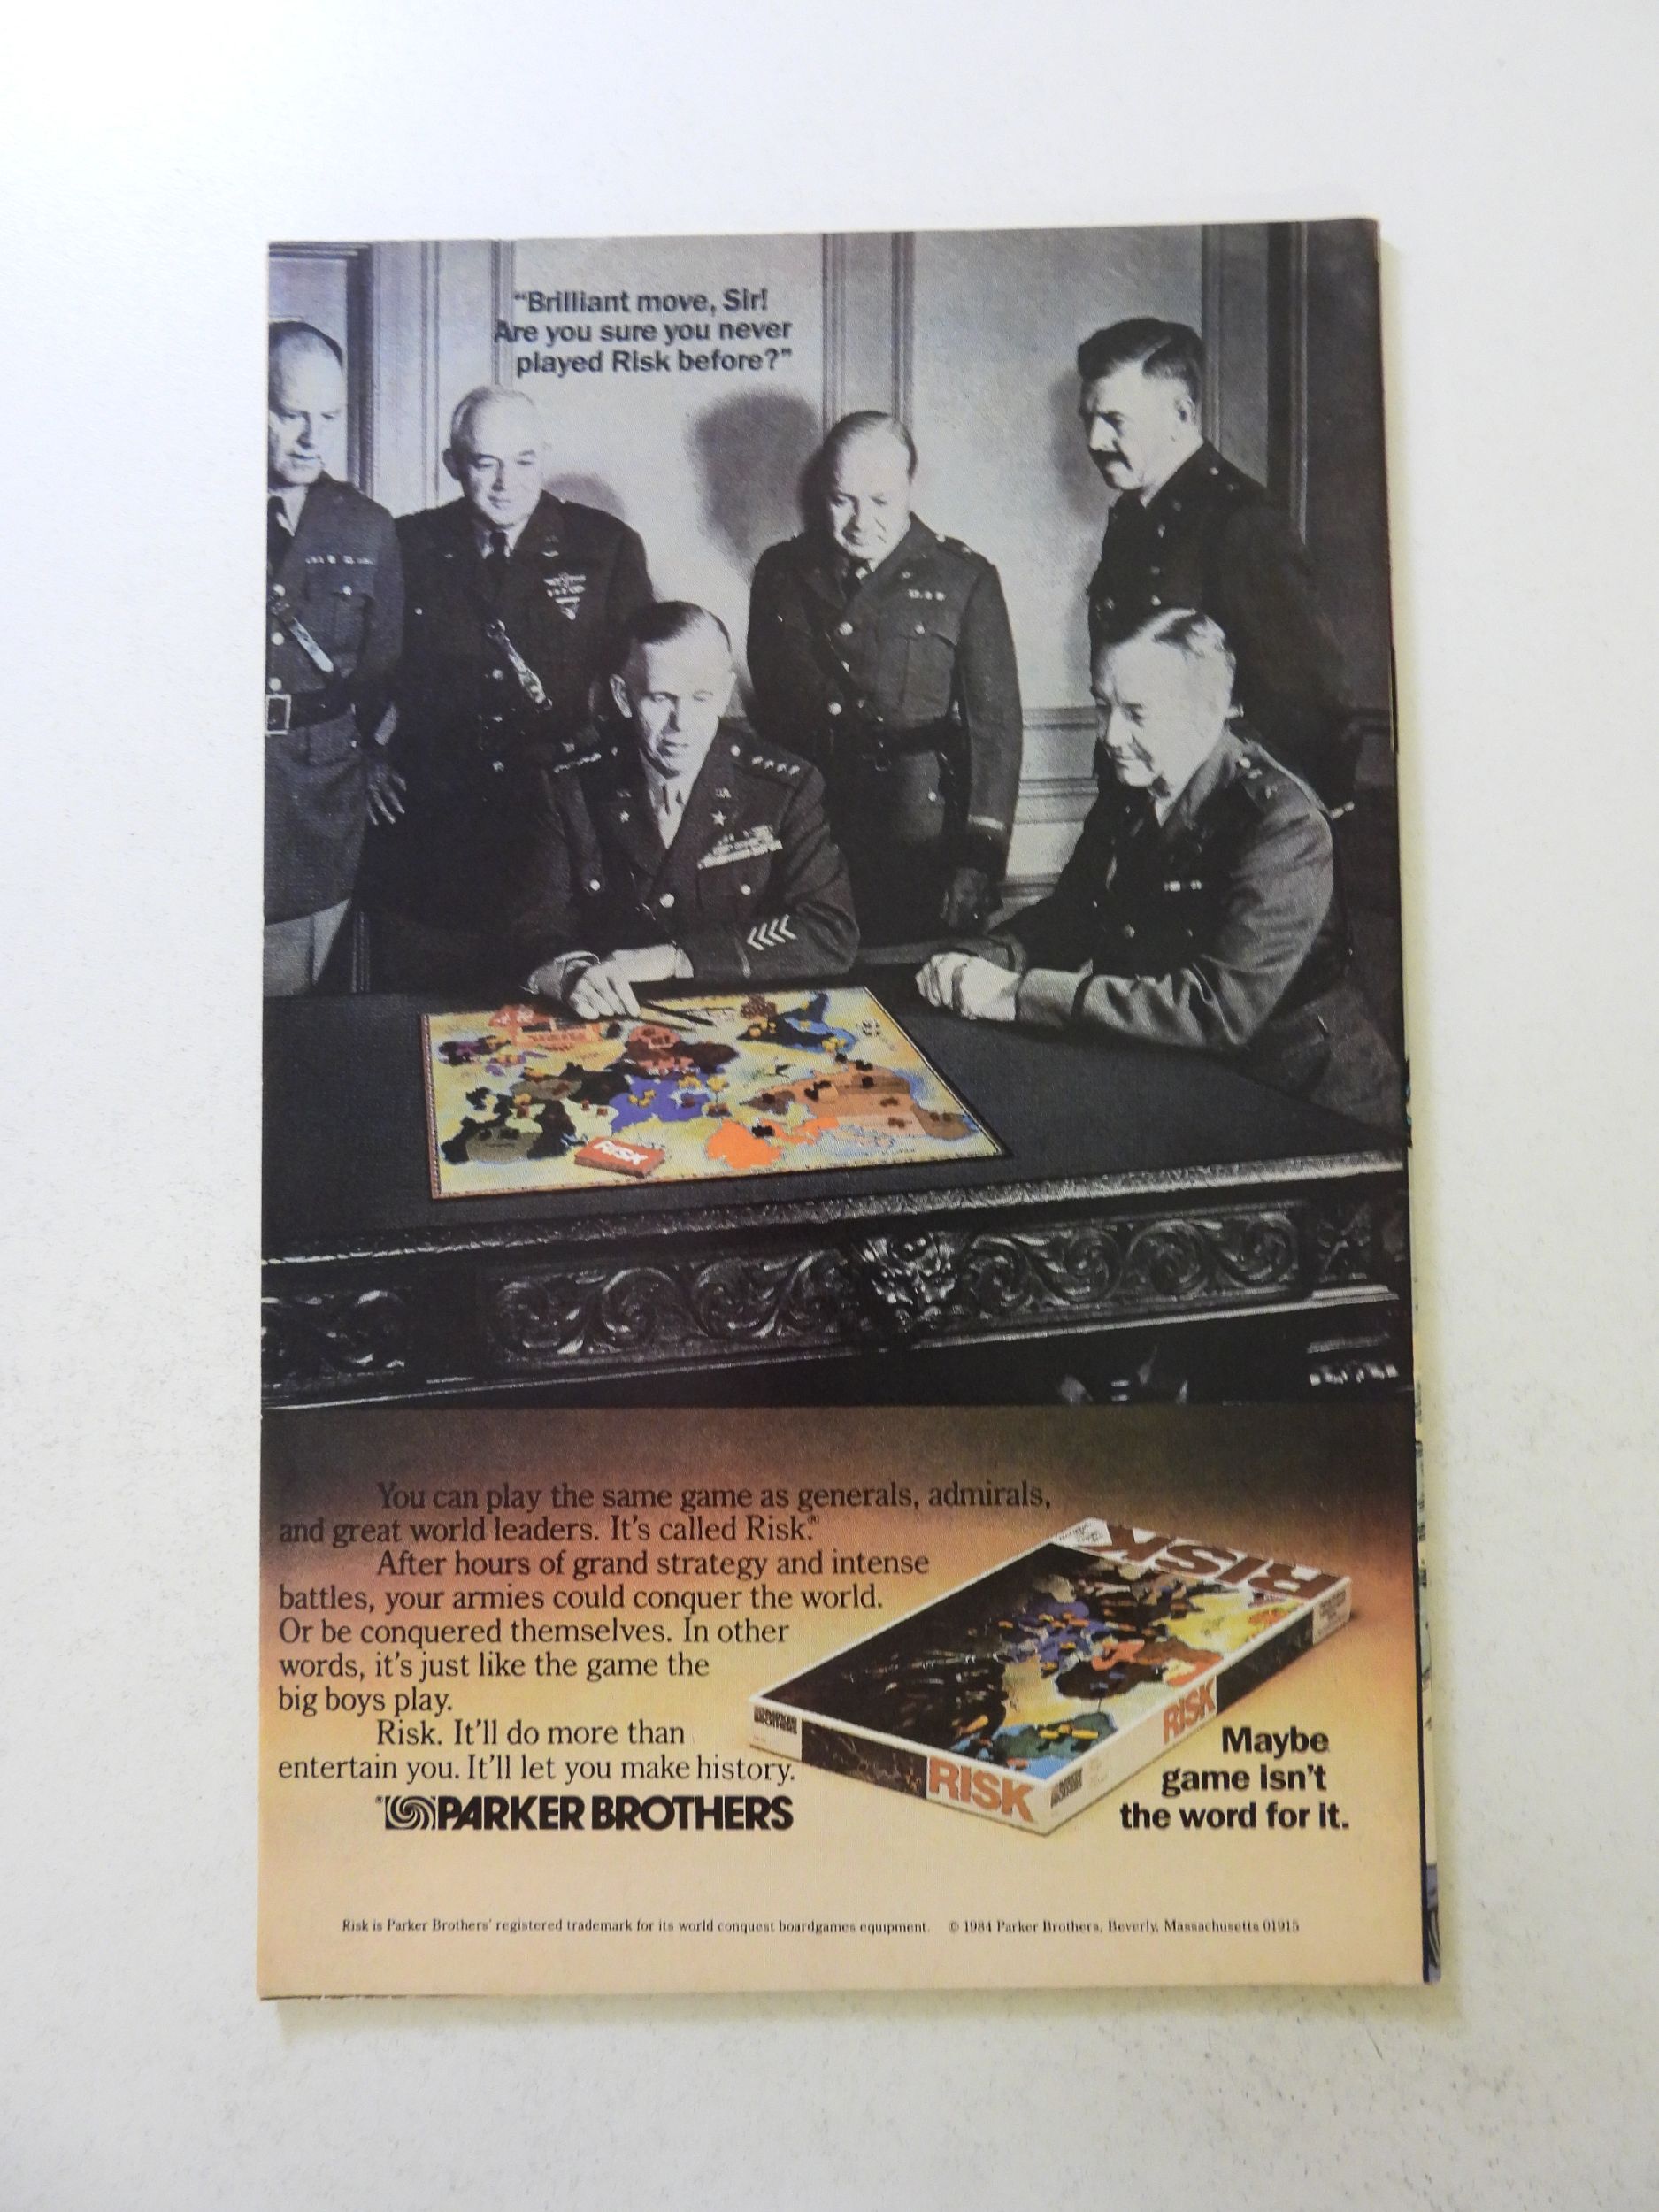 "Brilliant move, Sir!
Are you sure you never
played Risk before?"
RISK
You can play the same game as generals, admirals,
and great world leaders. It's called Risk.®
After hours of grand strategy and intense
battles, your armies could conquer the world.
Or be conquered themselves. In other
words, it's just like the game the
big boys play.
Risk. It'll do more than
entertain you. It'll let you make history.
® PARKER BROTHERS
RISK
PARKER BROTHERS
RISK
RISK
Maybe
game isn't
the word for it.
Risk is Parker Brothers' registered trademark for its world conquest boardgames equipment. © 1984 Parker Brothers, Beverly, Massachusetts 01915